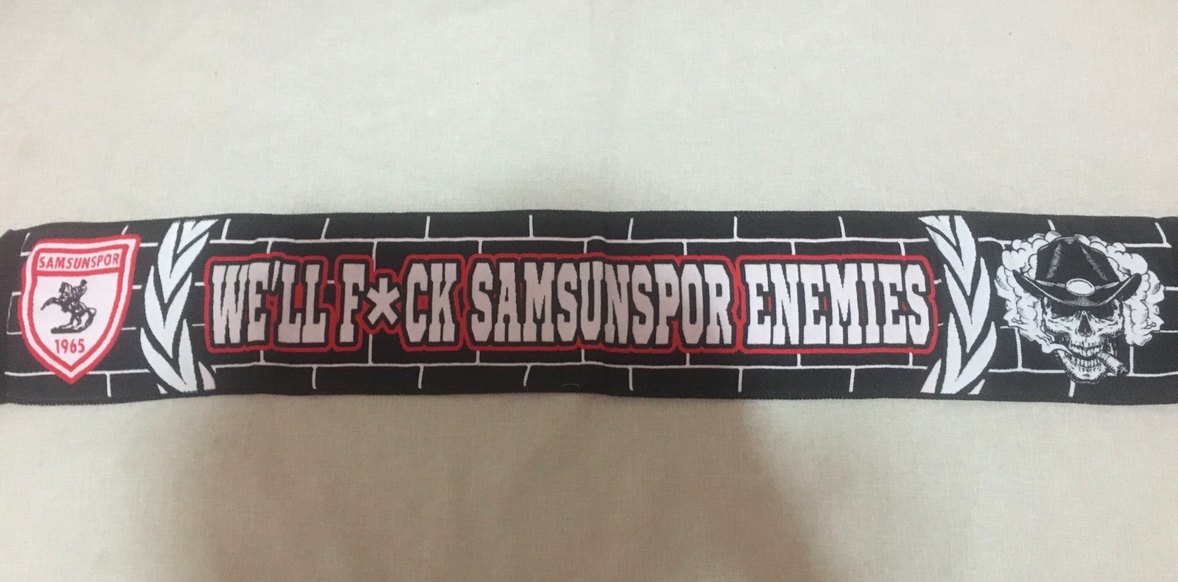 SAMSUNSPOR
1965
WE'LL F*CK SAMSUNSPOR ENEMIES